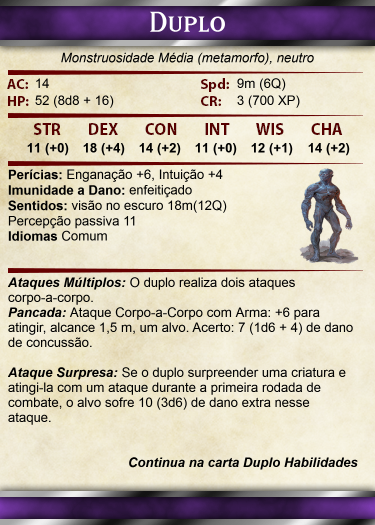 Duplo
Monstruosidade Média (metamorfo), neutro
AC: 14 Spd: 9m (6Q)
HP: 52 (8d8 + 16) CR: 3 (700 XP)
STR DEX CON INT WIS CHA
11 (+0) 18 (+4) 14 (+2) 11 (+0) 12 (+1) 14 (+2)
Perícias: Enganação +6, Intuição +4
Imunidade a Dano: enfeitiçado
Sentidos: visão no escuro 18m(12Q)
Percepção passiva 11
Idiomas Comum
Ataques Múltiplos: O duplo realiza dois ataques
corpo-a-corpo.
Pancada: Ataque Corpo-a-Corpo com Arma: +6 para
atingir, alcance 1,5 m, um alvo. Acerto: 7 (1d6 + 4) de dano
de concussão.
Ataque Surpresa: Se o duplo surpreender uma criatura e
atingi-la com um ataque durante a primeira rodada de
combate, o alvo sofre 10 (3d6) de dano extra nesse
ataque.
Continua na carta Duplo Habilidades